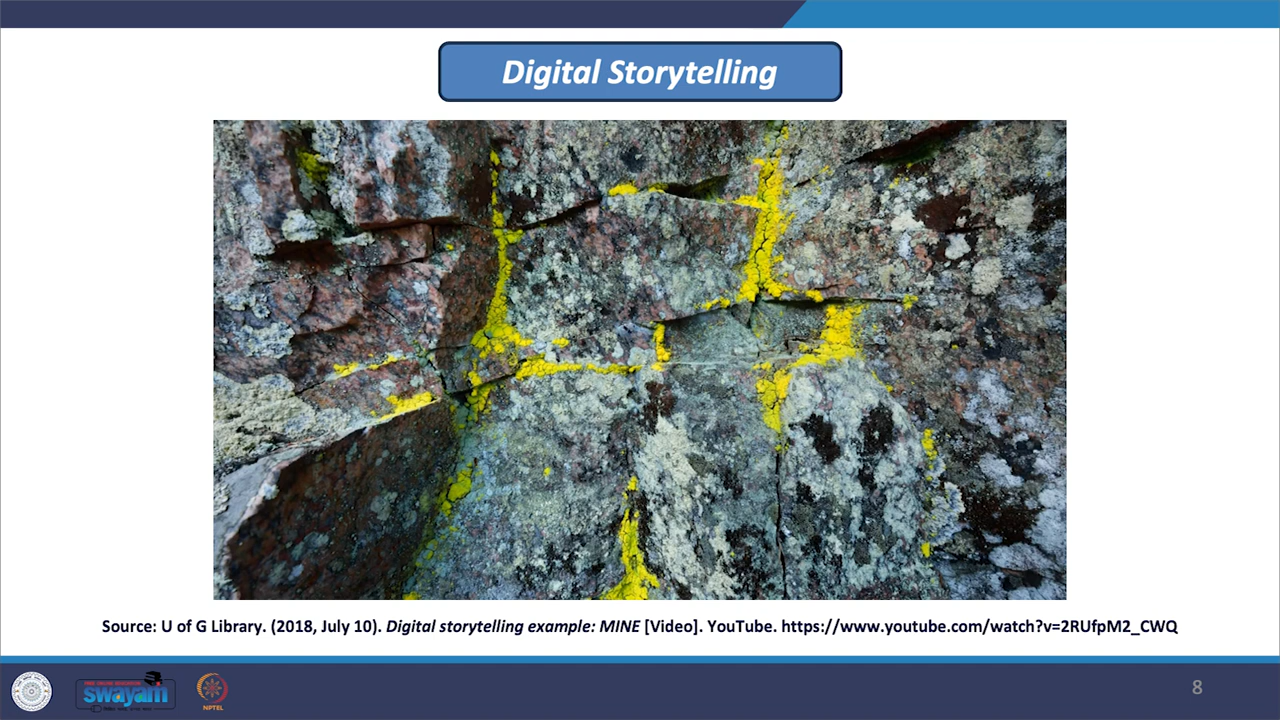 Digital Storytelling
Source: U of G Library. (2018, July 10). Digital storytelling example: MINE [Video]. YouTube. https://www.youtube.com/watch?v=2RUfpM2_CWQ
swayam
NPTEL
8